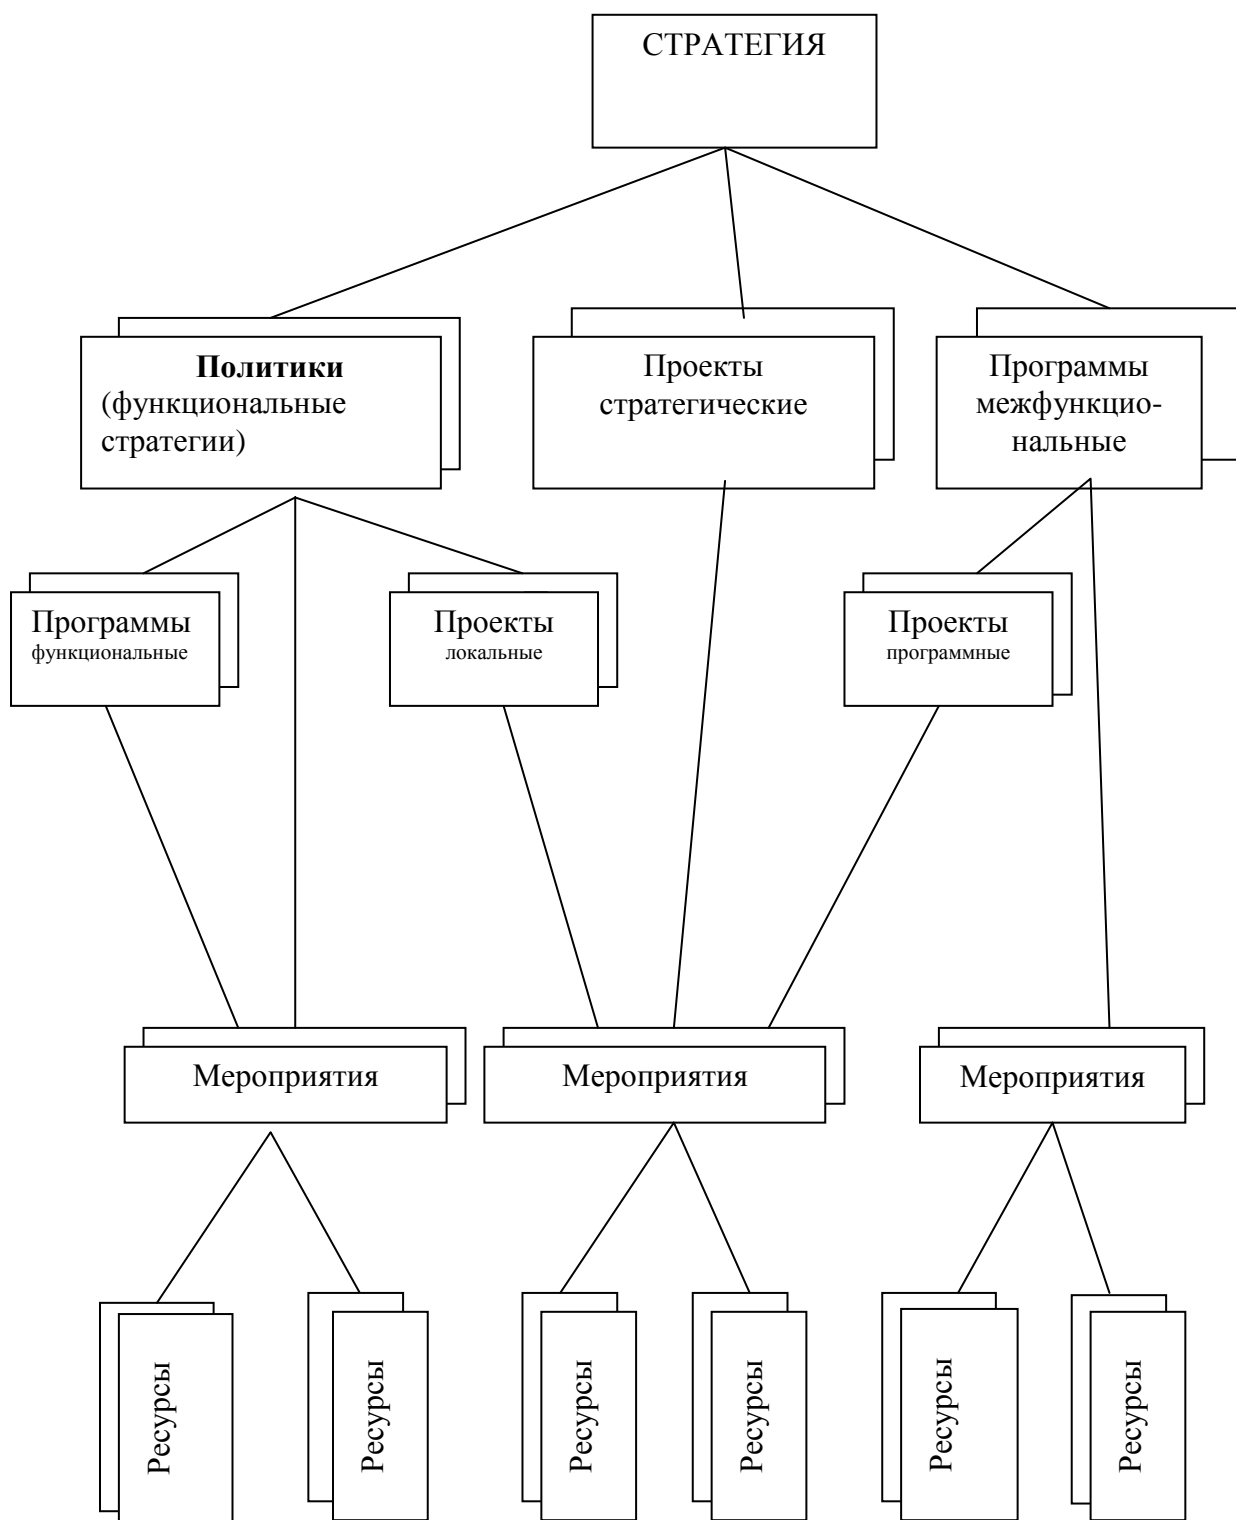 СТРАТЕГИЯ
Политики
(функциональные
стратегии)
Проекты
стратегические
Программы
межфункцио-
нальные
Программы
функциональные
Проекты
локальные
Проекты
программные
Мероприятия
Мероприятия
Мероприятия
Ресурсы
Ресурсы
Ресурсы
Ресурсы
Ресурсы
Ресурсы